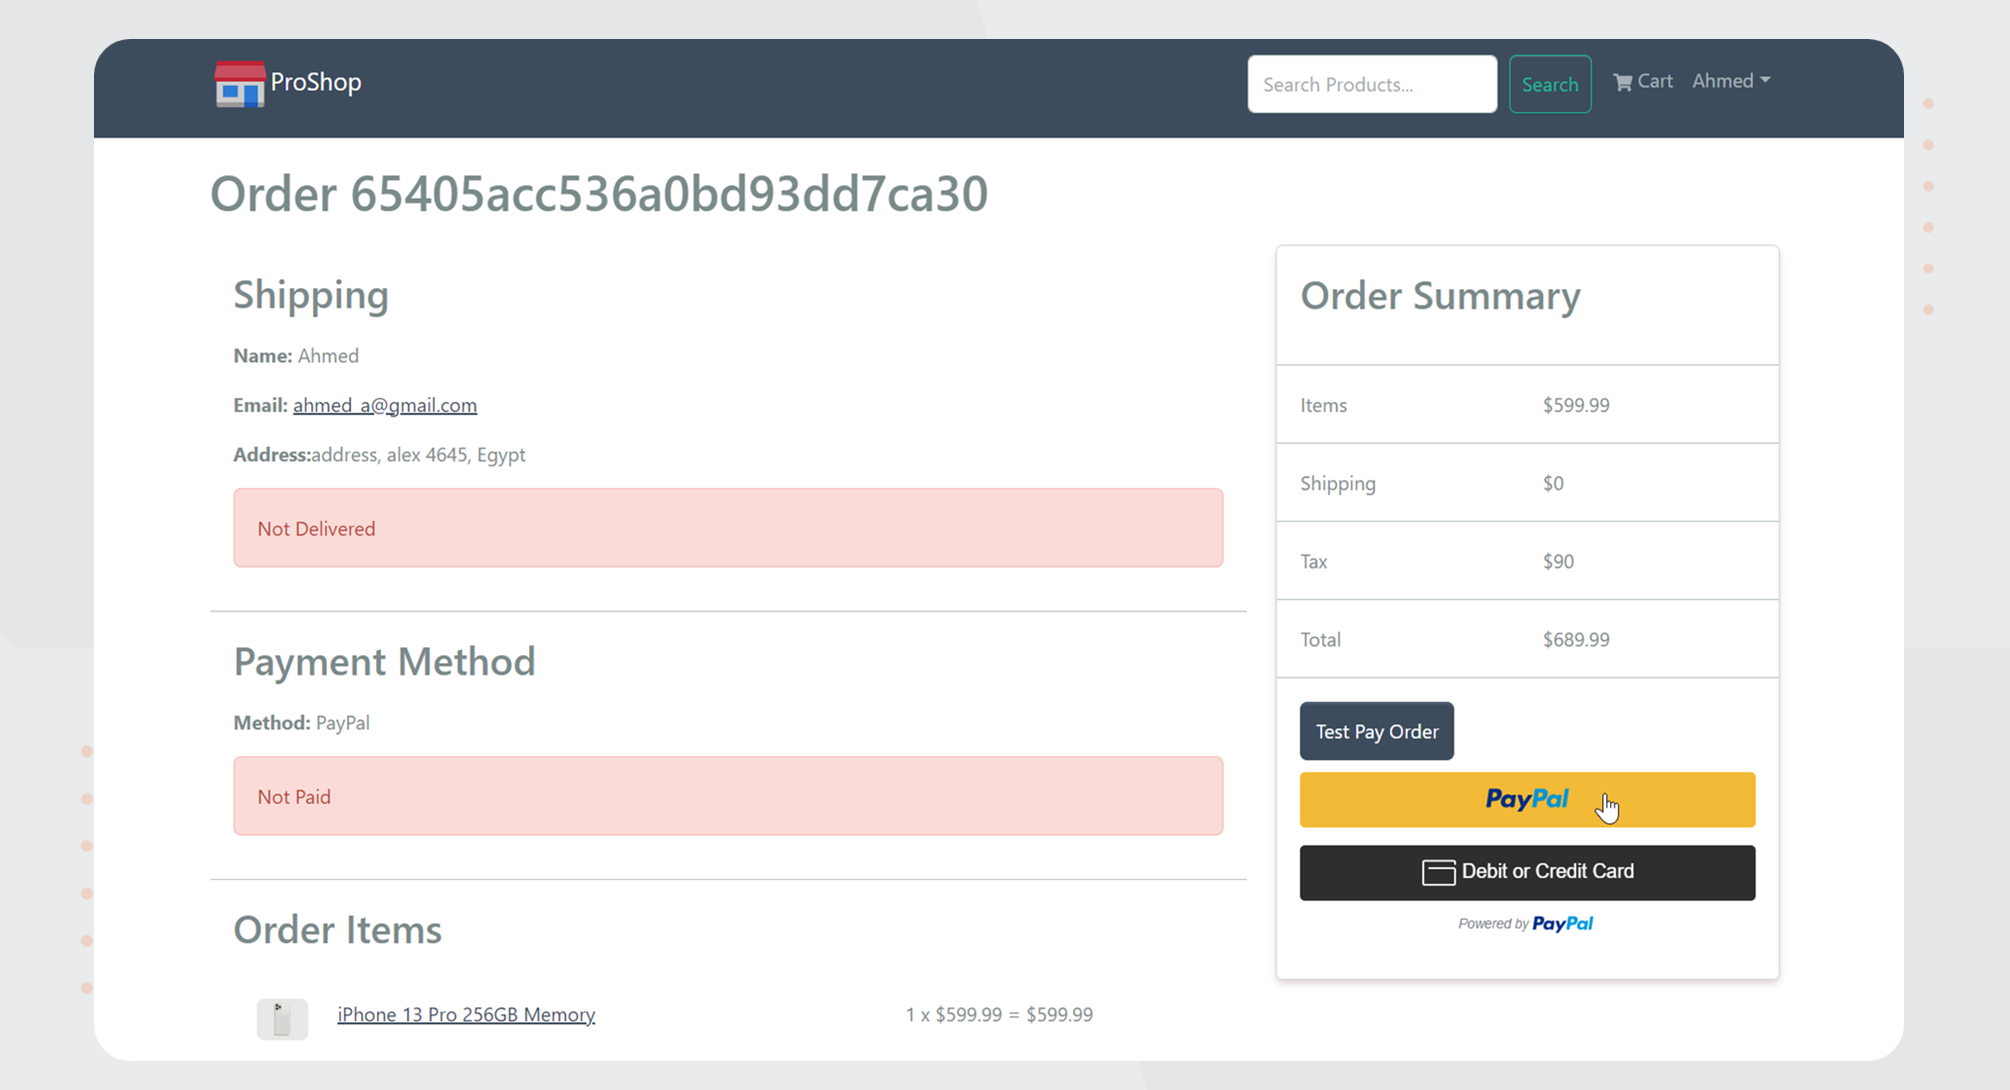 ProShop
Search Products...
Search
Cart
Ahmed
Order 65405acc536a0bd93dd7ca30
Shipping
Name: Ahmed
Email: ahmed_a@gmail.com
Address:address, alex 4645, Egypt
Not Delivered
Payment Method
Method: PayPal
Not Paid
Order Items
iPhone 13 Pro 256GB Memory
1 x $599.99 = $599.99
Order Summary
Items $599.99
Shipping $0
Tax $90
Total $689.99
Test Pay Order
PayPal
Debit or Credit Card
Powered by PayPal